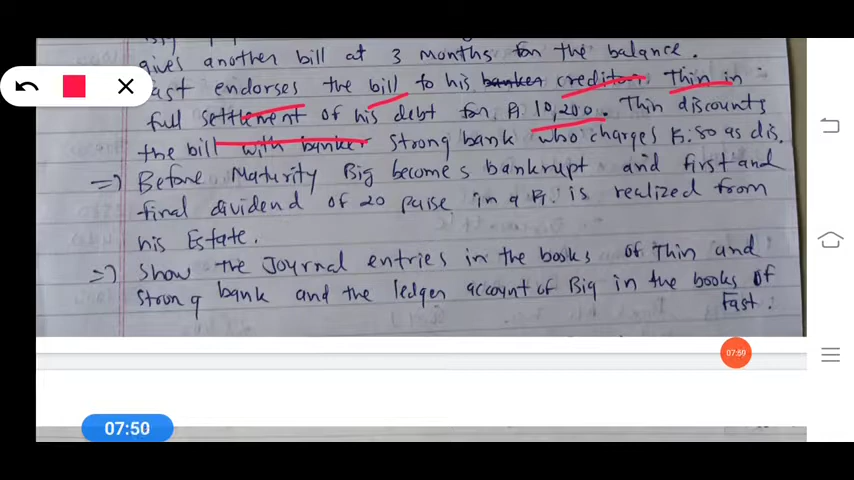 gives another bill at 3 months for the balance.
Fast endorses the bill to his banker creditor. Thin in
full settlement of his debt for ₨ 10,200. Thin discounts
the bill with banker strong bank who charges ₨. 50 as dis.
=> Before Maturity Big becomes bankrupt and first and
final dividend of 20 paise in a ₨. is realized from
his Estate.
=> Show the Journal entries in the books of Thin and
strong bank and the ledger account of Big in the books of
Fast.
07:50
07:50